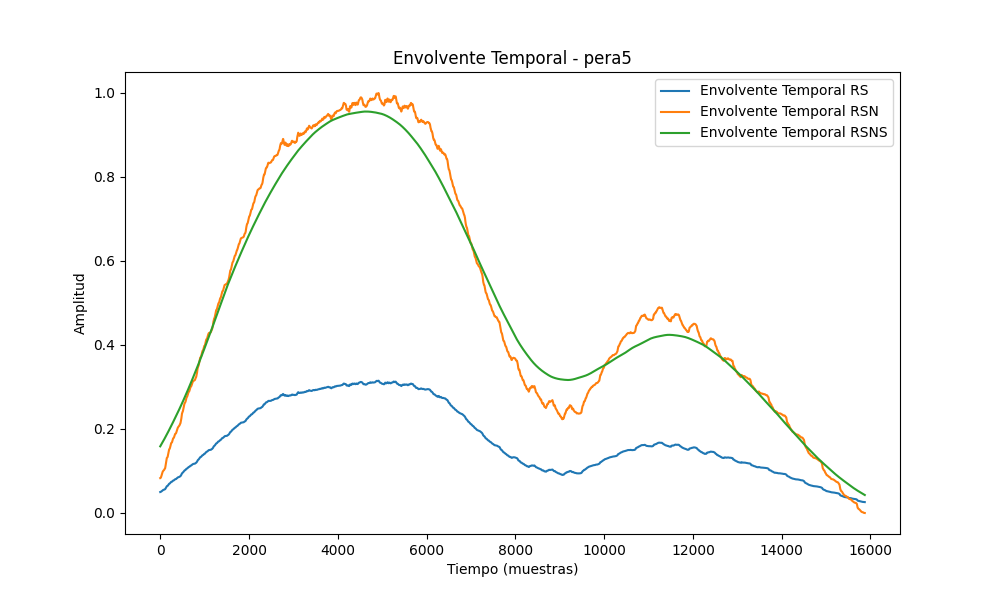 Envolvente Temporal - pera5
Envolvente Temporal RS
Envolvente Temporal RSN
Envolvente Temporal RSNS
Amplitud
1.0
0.8
0.6
0.4
0.2
0.0
0 2000 4000 6000 8000 10000 12000 14000 16000
Tiempo (muestras)